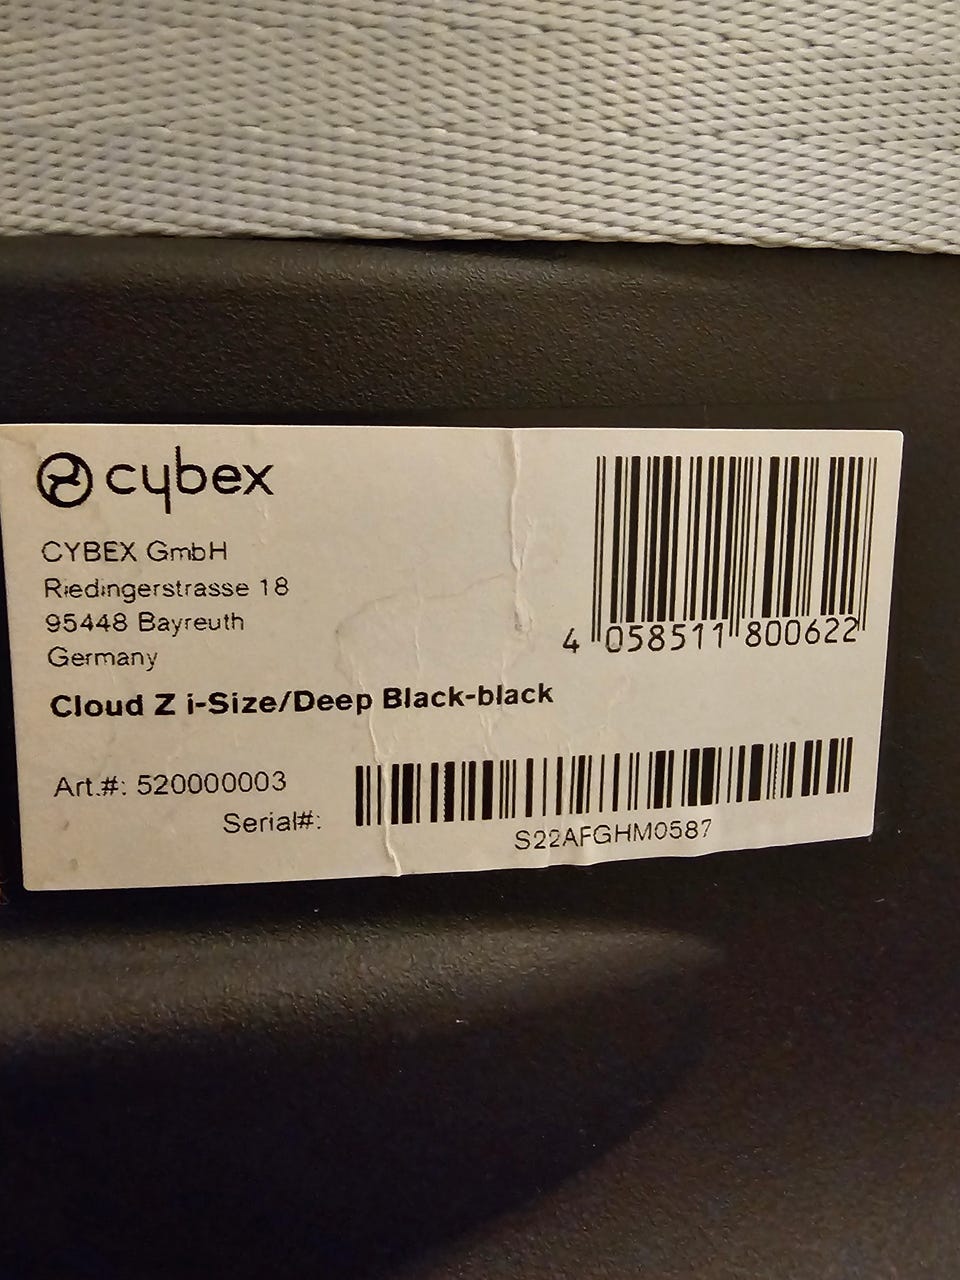 cybex
CYBEX GmbH
Riedingerstrasse 18
95448 Bayreuth
Germany
4 058511 800622
Cloud Z i-Size/Deep Black-black
Art.#: 520000003
Serial#:
S22AFGHM0587